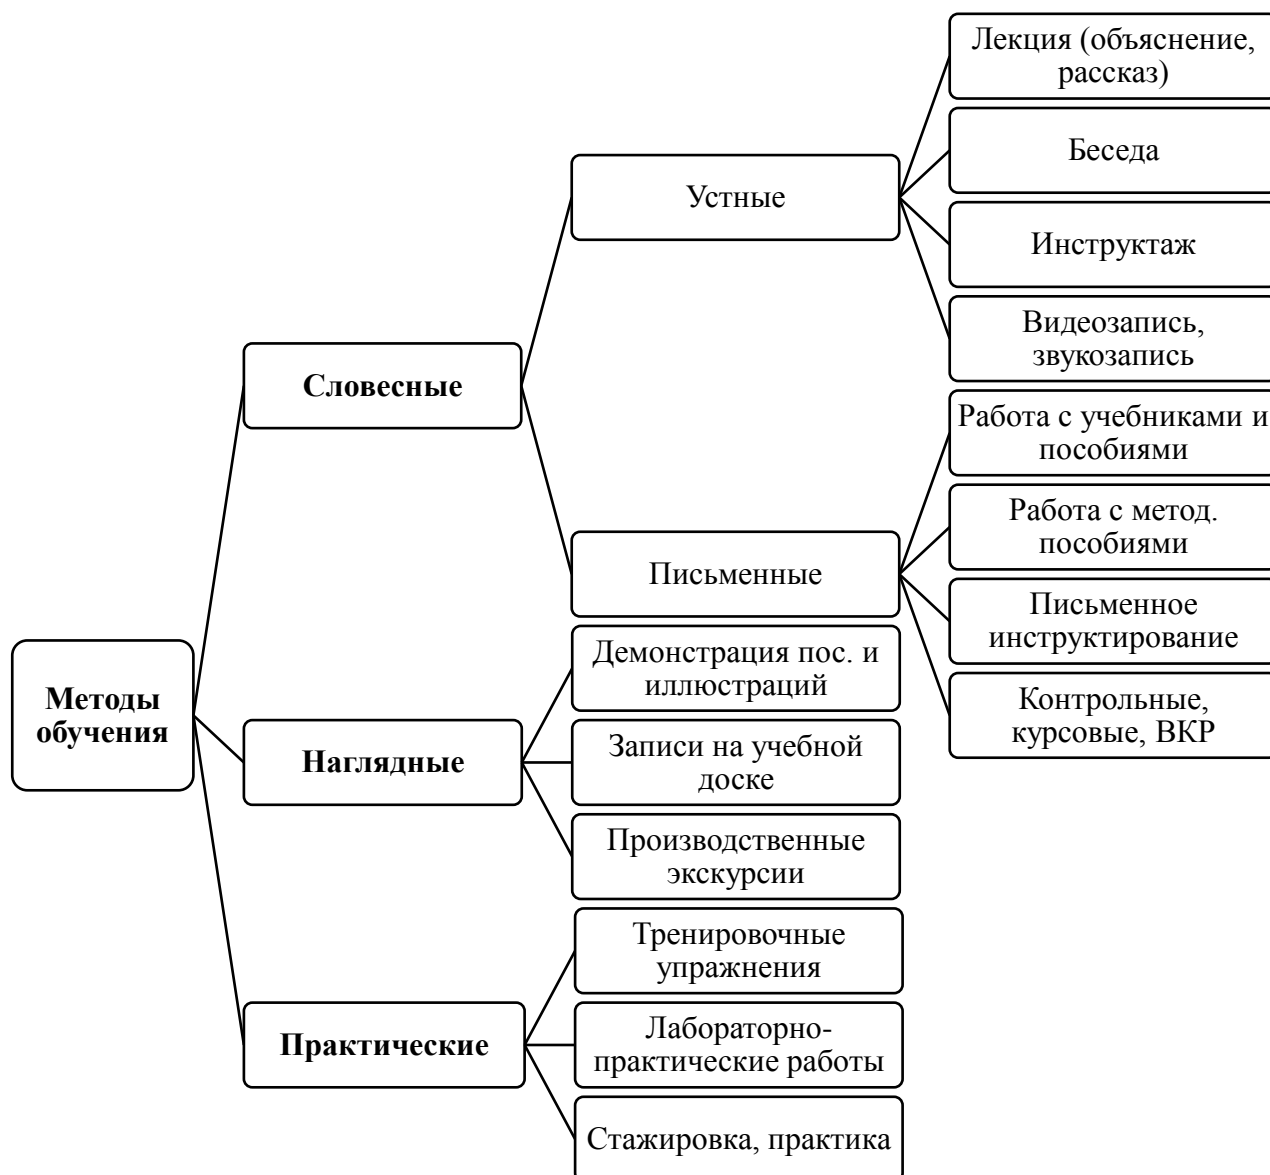 Лекция (объяснение,
рассказ)
Беседа
Устные
Инструктаж
Видеозапись,
звукозапись
Словесные
Работа с учебниками и
пособиями
Работа с метод.
пособиями
Письменные
Письменное
инструктирование
Контрольные,
курсовые, ВКР
Методы
обучения
Демонстрация пос. и
иллюстраций
Наглядные
Записи на учебной
доске
Производственные
экскурсии
Тренировочные
упражнения
Практические
Лабораторно-
практические работы
Стажировка, практика